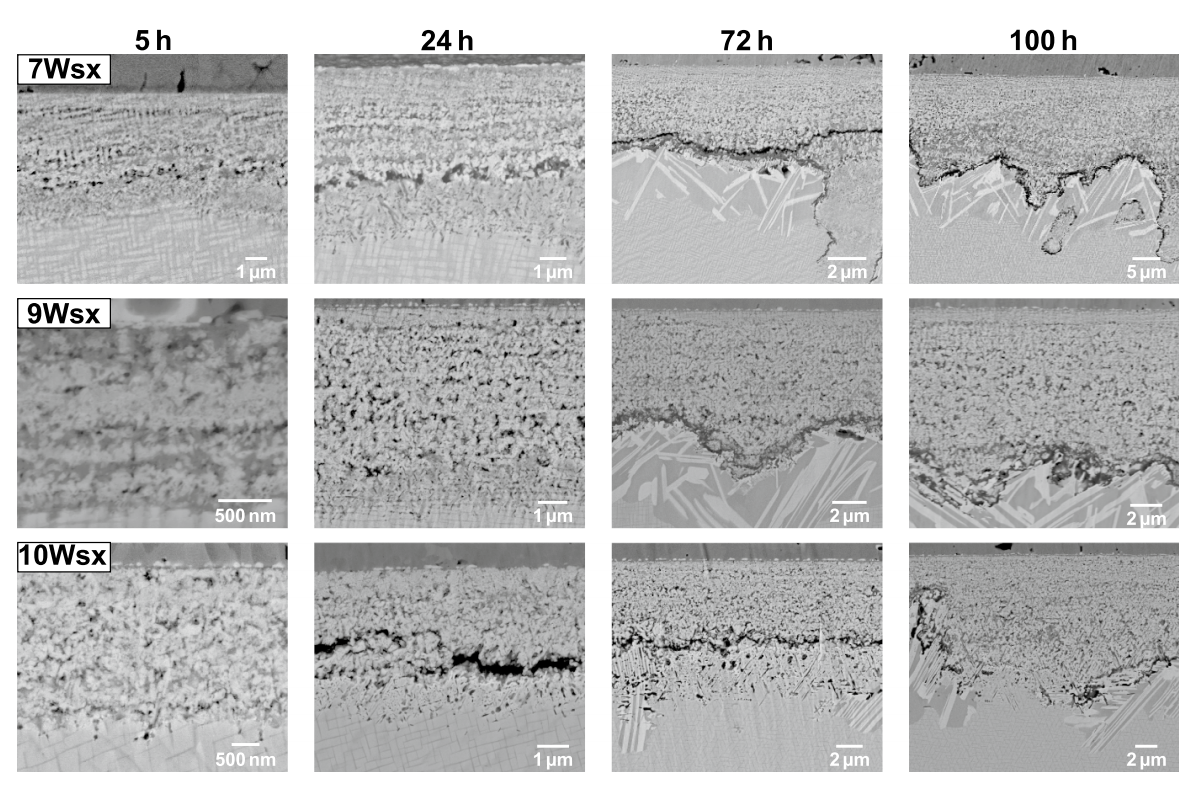 5 h 24 h 72 h 100 h
7Wsx
1 µm 1 µm 2 µm 5 µm
9Wsx
500 nm 1 µm 2 µm 2 µm
10Wsx
500 nm 1 µm 2 µm 2 µm